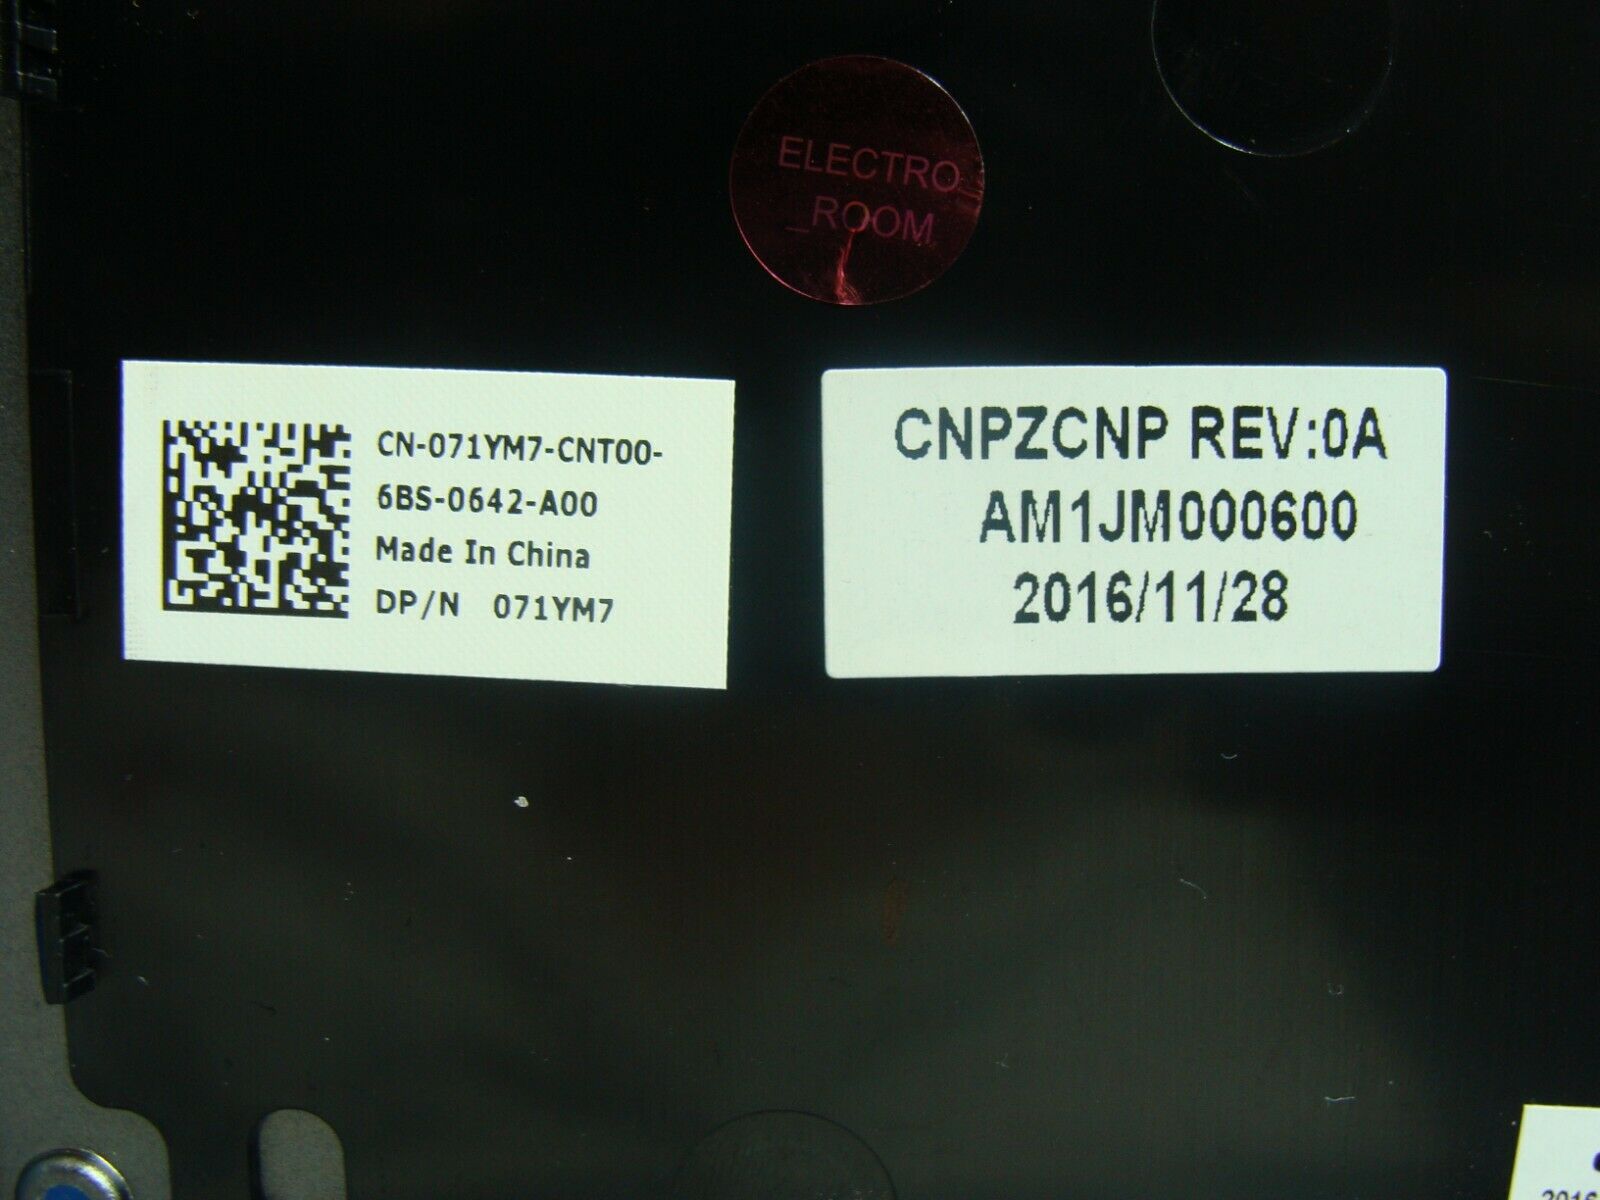 ELECTRO_
_ROOM
CN-071YM7-CNT00-
6BS-0642-A00
Made In China
DP/N 071YM7
CNPZCNP REV:0A
AM1JM000600
2016/11/28